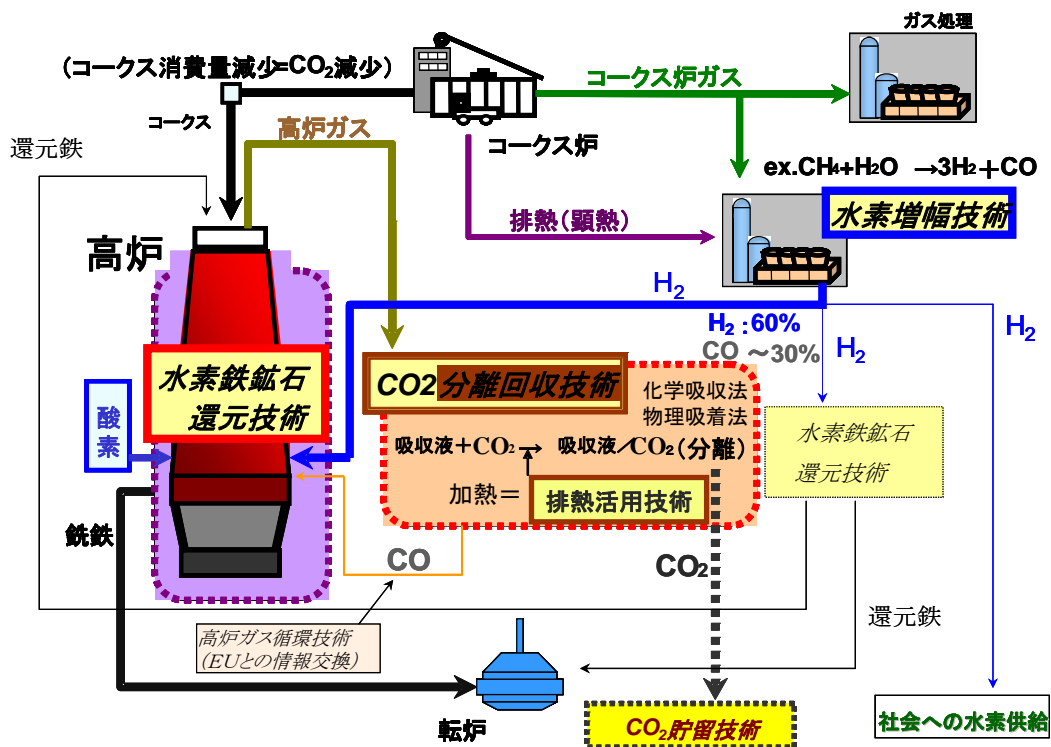 ガス処理
(コークス消費量減少=CO2減少)
コークス炉ガス
コークス
高炉ガス
コークス炉
還元鉄
ex.CH4+H2O →3H2+CO
水素増幅技術
排熱(顕熱)
高炉
H2
H2:60%
CO ~30%
H2
H2
水素鉄鉱石
還元技術
CO2分離回収技術
化学吸収法
物理吸着法
酸素
吸収液+CO2→ 吸収液/CO2(分離)
水素鉄鉱石
還元技術
加熱=
排熱活用技術
銑鉄
CO
CO2
還元鉄
高炉ガス循環技術
(EUとの情報交換)
転炉
CO2貯留技術
社会への水素供給